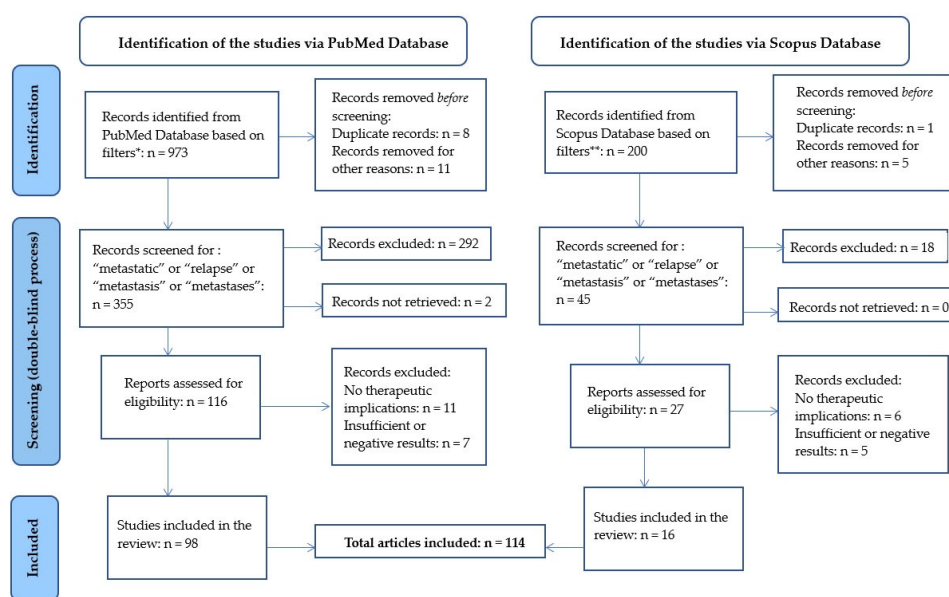 Identification of the studies via PubMed Database
Identification of the studies via Scopus Database
Identification
Records identified from
PubMed Database based on
filters*: n = 973
Records removed before
screening:
Duplicate records: n = 8
Records removed for
other reasons: n = 11
Records identified from
Scopus Database based on
filters**: n = 200
Records removed before
screening:
Duplicate records: n = 1
Records removed for
other reasons: n = 5
Screening (double-blind process)
Records screened for :
“metastatic” or “relapse” or
“metastasis” or “metastases”:
n = 355
Records excluded: n = 292
Records not retrieved: n = 2
Records screened for :
“metastatic” or “relapse” or
“metastasis” or “metastases”:
n = 45
Records excluded: n = 18
Records not retrieved: n = 0
Reports assessed for
eligibility: n = 116
Records excluded:
No therapeutic
implications: n = 11
Insufficient or
negative results: n = 7
Reports assessed for
eligibility: n = 27
Records excluded:
No therapeutic
implications: n = 6
Insufficient or negative
results: n = 5
Included
Studies included in the
review: n = 98
Total articles included: n = 114
Studies included in the
review: n = 16